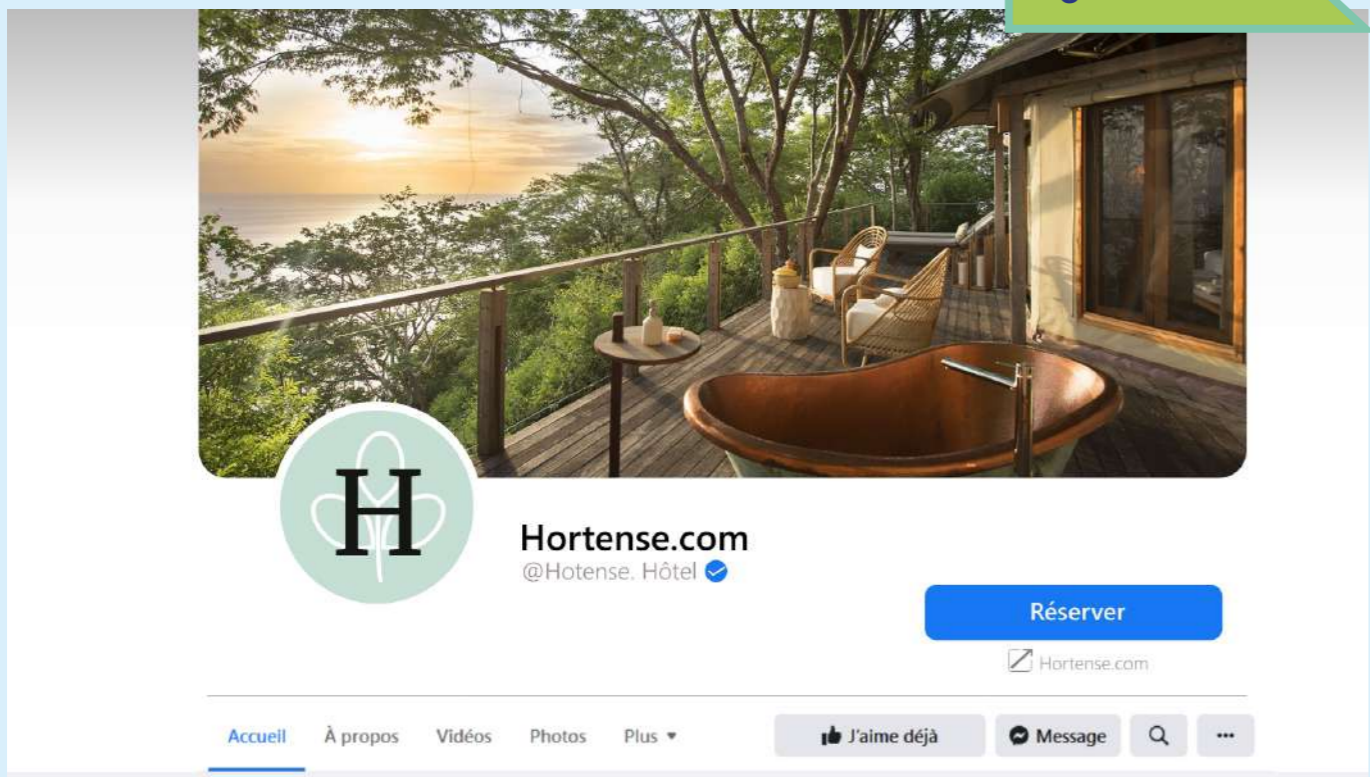 H
Hortense.com
@Hotense. Hôtel
Réserver
Hortense.com
Accueil À propos Vidéos Photos Plus J'aime déjà Message